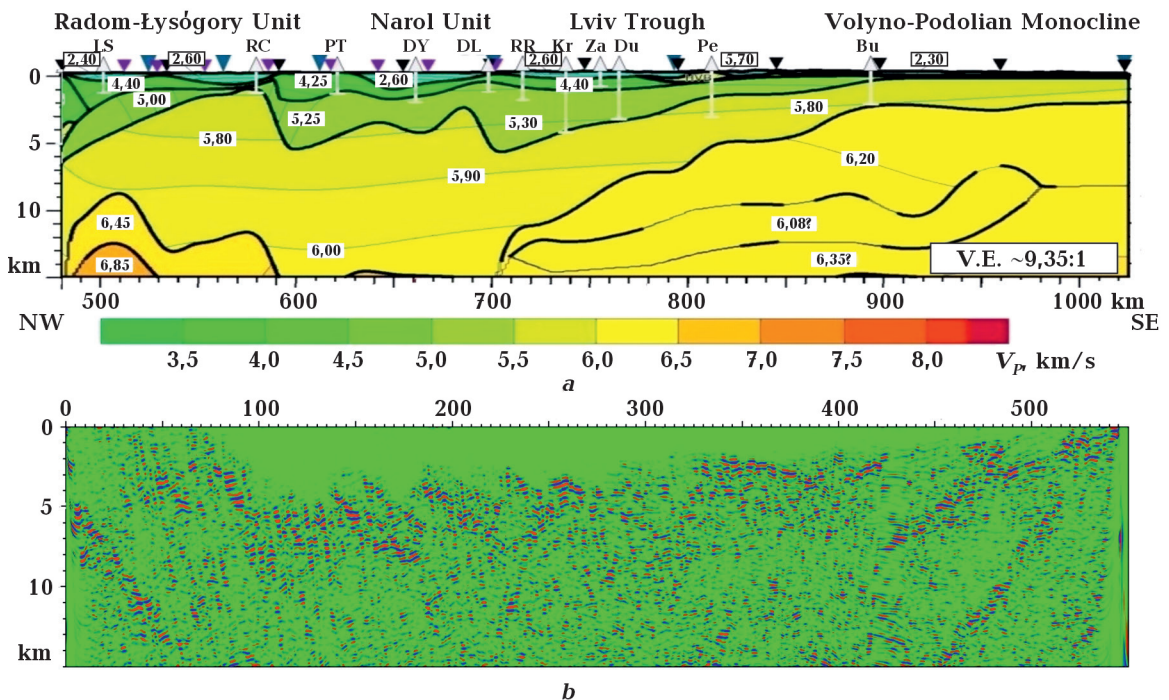 Radom-Łysógory Unit Narol Unit Lviv Trough Volyno-Podolian Monocline
LS RC PT DY DL RR Kr Za Du Pe Bu
2,40 2,60 2,60 5,70 2,30
0 4,40 4,25 2,60 4,40
5,00 5,80
5,25 5,30
5 5,80
6,20
5,90
10 6,45 6,08?
6,00
km 6,85 6,35? V.E. ~9,35:1
500 600 700 800 900 1000 km
NW SE
3,5 4,0 4,5 5,0 5,5 6,0 6,5 7,0 7,5 8,0 VP, km/s
a
0 100 200 300 400 500
0
5
10
km
b